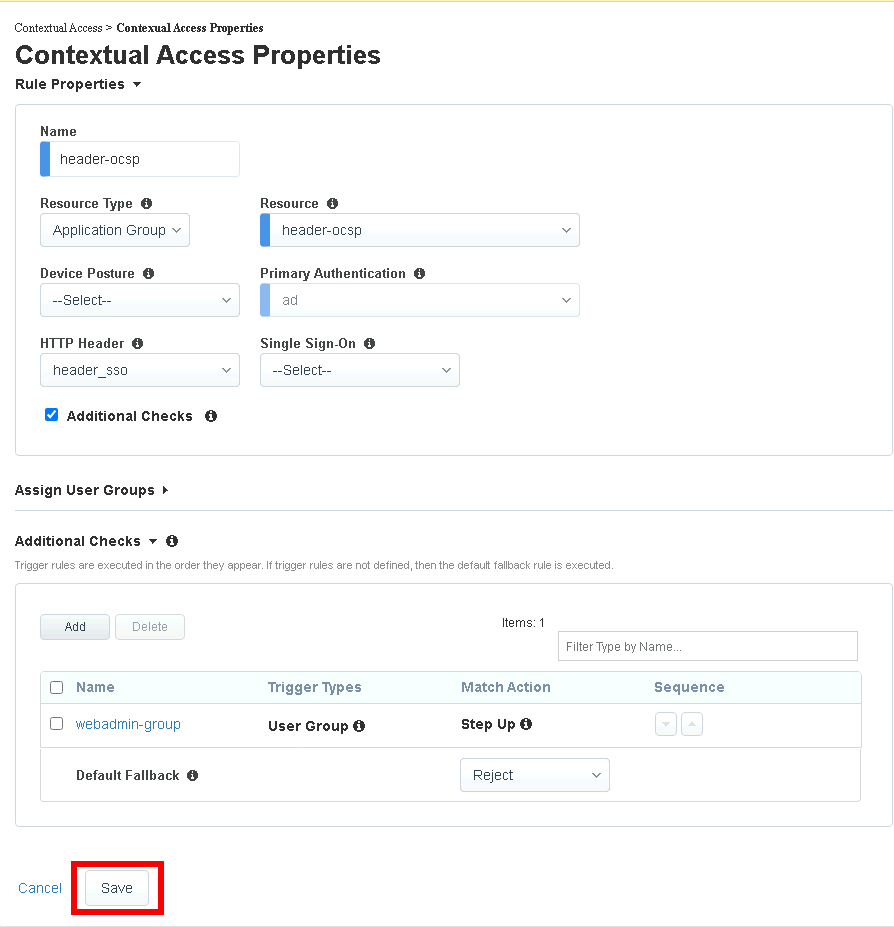 Contextual Access > Contexual Access Properties
Contextual Access Properties
Rule Properties
Name
header-ocsp
Resource Type Resource
Application Group header-ocsp
Device Posture Primary Authentication
--Select-- ad
HTTP Header Single Sign-On
header_sso --Select--
Additional Checks
Assign User Groups
Additional Checks
Trigger rules are executed in the order they appear. If trigger rules are not defined, then the default fallback rule is executed.
Add Delete Items: 1
Filter Type by Name...
Name Trigger Types Match Action Sequence
webadmin-group User Group Step Up
Default Fallback Reject
Cancel Save